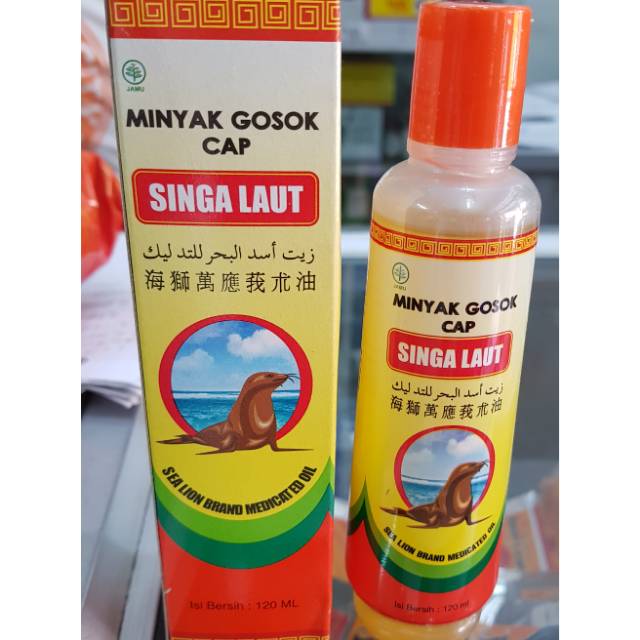 JAMU
MINYAK GOSOK
CAP
SINGA LAUT
زيت أسد البحر للتدليك
海獅萬應莪朮油
SEA LION BRAND MEDICATED OIL
Isi Bersih : 120 ML
JAMU
MINYAK GOSOK
CAP
SINGA LAUT
زيت أسد البحر للتدليك
海獅萬應莪朮油
SEA LION BRAND MEDICATED OIL
Isi Bersih : 120 ml